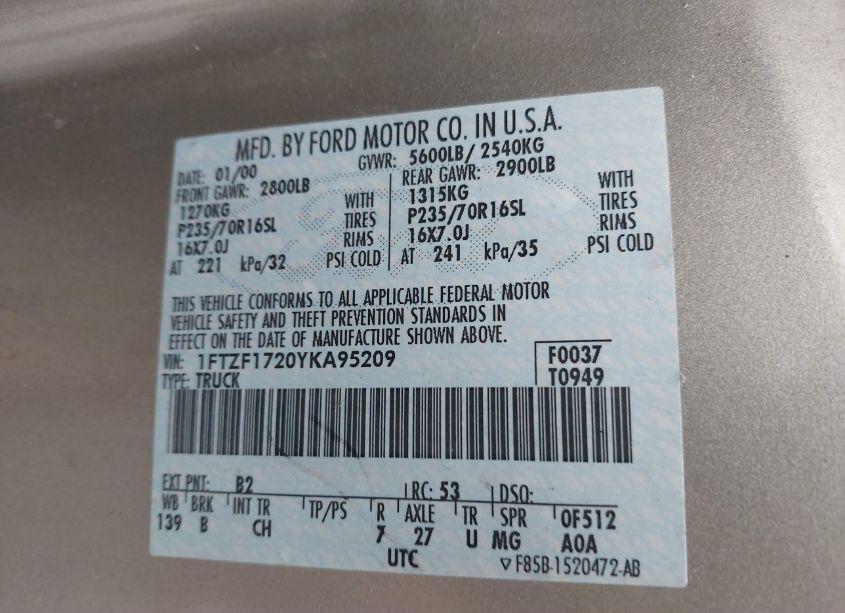 MFD. BY FORD MOTOR CO. IN U.S.A.
DATE: 01/00 GVWR: 5600LB/ 2540KG
FRONT GAWR: 2800LB REAR GAWR: 2900LB
1270KG WITH 1315KG WITH
P235/70R16SL TIRES P235/70R16SL TIRES
16X7.0J RIMS 16X7.0J RIMS
AT 221 kPa/32 PSI COLD AT 241 kPa/35 PSI COLD
THIS VEHICLE CONFORMS TO ALL APPLICABLE FEDERAL MOTOR
VEHICLE SAFETY AND THEFT PREVENTION STANDARDS IN
EFFECT ON THE DATE OF MANUFACTURE SHOWN ABOVE.
VIN: 1FTZF1720YKA95209 F0037
TYPE: TRUCK T0949
EXT PNT: B2 RC: 53 DSO:
WB BRK INT TR TP/PS R AXLE TR SPR 0F512
139 B CH 7 27 U MG A0A
UTC ▽ F85B-1520472-AB